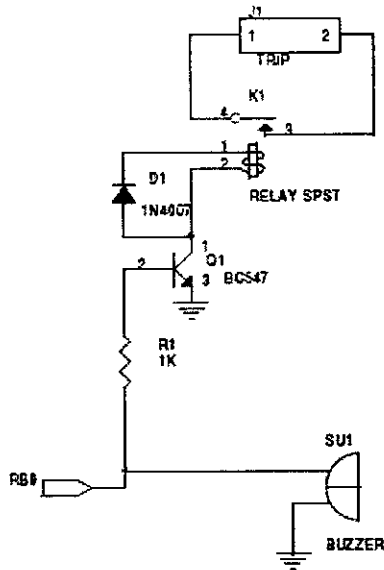 J1
1 2
TRIP
K1
4
3
1
2
RELAY SPST
D1
1N4007
1
Q1
2
3
BC547
R1
1K
SU1
BUZZER